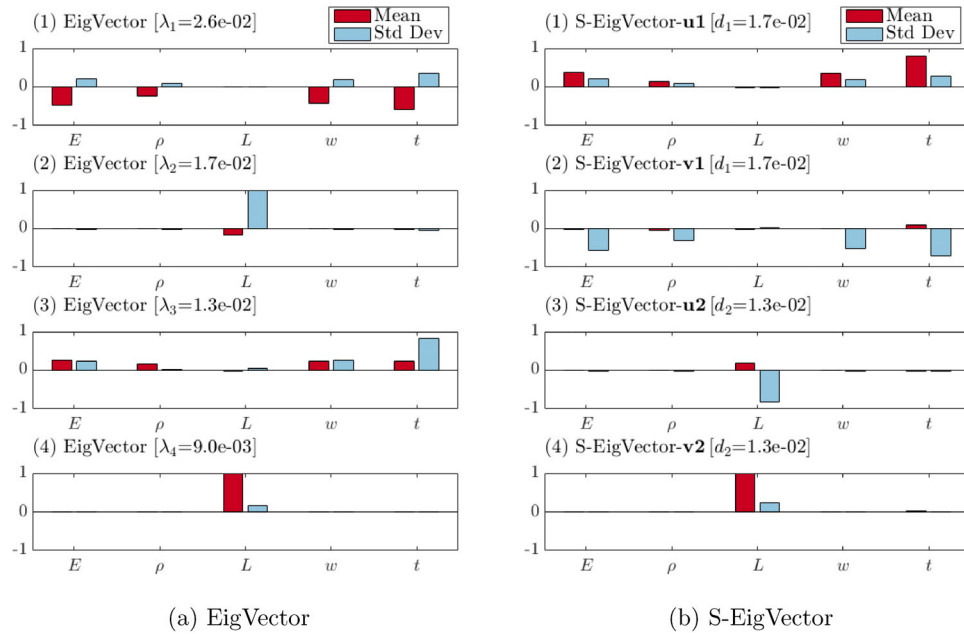 (1) EigVector [λ₁=2.6e-02]
Mean
Std Dev
1
0
-1
E ρ L w t
(2) EigVector [λ₂=1.7e-02]
1
0
-1
E ρ L w t
(3) EigVector [λ₃=1.3e-02]
1
0
-1
E ρ L w t
(4) EigVector [λ₄=9.0e-03]
1
0
-1
E ρ L w t
(a) EigVector
(1) S-EigVector-u1 [d₁=1.7e-02]
Mean
Std Dev
1
0
-1
E ρ L w t
(2) S-EigVector-v1 [d₁=1.7e-02]
1
0
-1
E ρ L w t
(3) S-EigVector-u2 [d₂=1.3e-02]
1
0
-1
E ρ L w t
(4) S-EigVector-v2 [d₂=1.3e-02]
1
0
-1
E ρ L w t
(b) S-EigVector